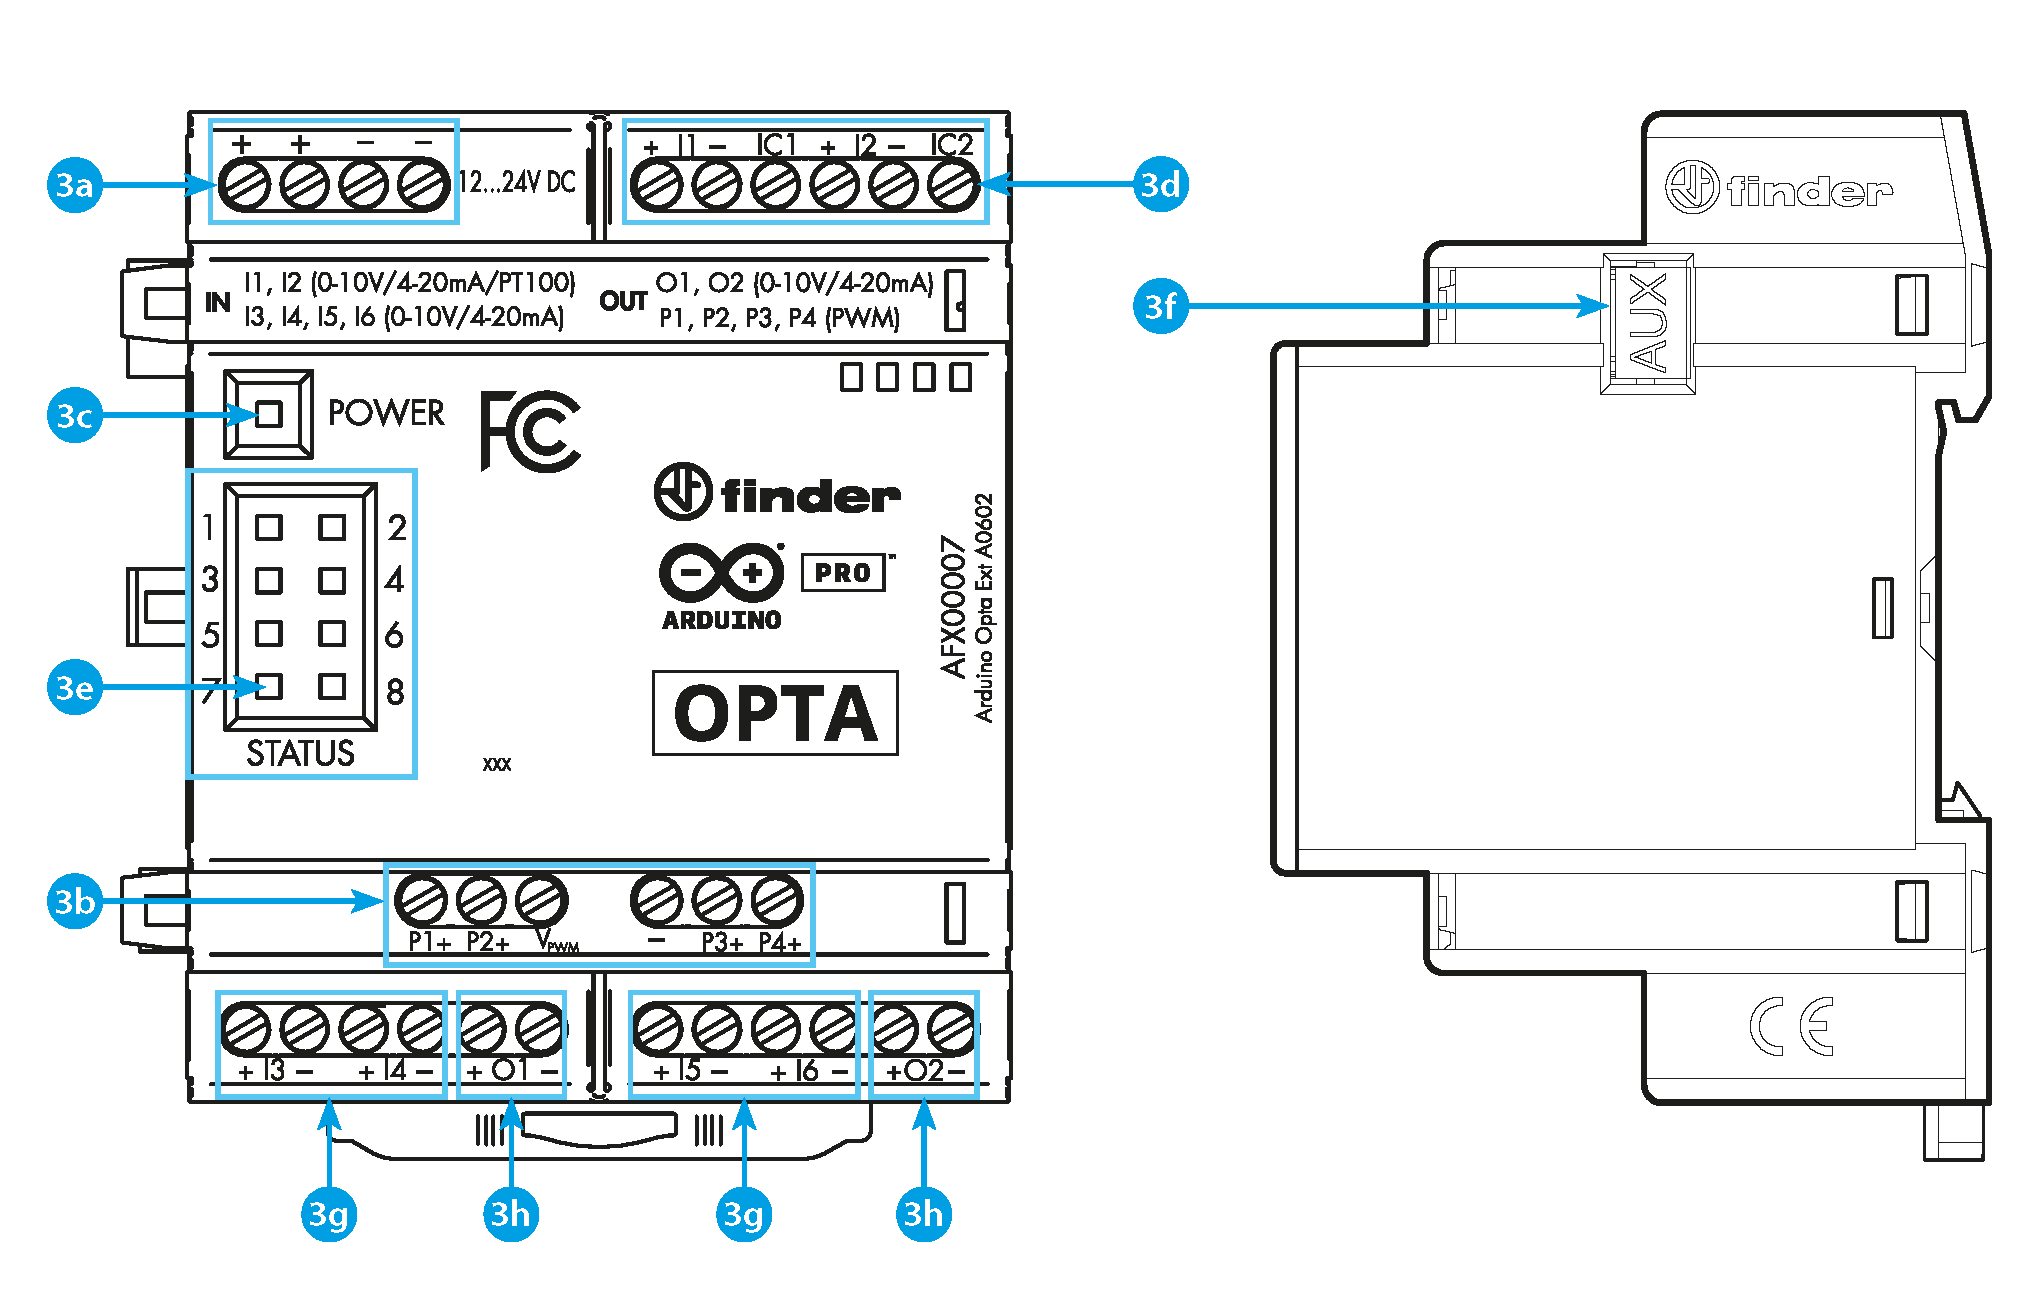 + + − −
12...24V DC
+ I1 − IC1 + I2 − IC2
3a
3d
finder
IN I1, I2 (0-10V/4-20mA/PT100)
I3, I4, I5, I6 (0-10V/4-20mA)
OUT O1, O2 (0-10V/4-20mA)
P1, P2, P3, P4 (PWM)
3f
AUX
3c
POWER
FCC
finder
1 2
3 4
5 6
7 8
STATUS
3e
ARDUINO
PRO™
AFX00007
Arduino Opta Ext A0602
OPTA
xxx
3b
P1+ P2+ VPWM − P3+ P4+
+ I3 − + I4 − + O1 − + I5 − + I6 − +O2−
CE
3g
3h
3g
3h